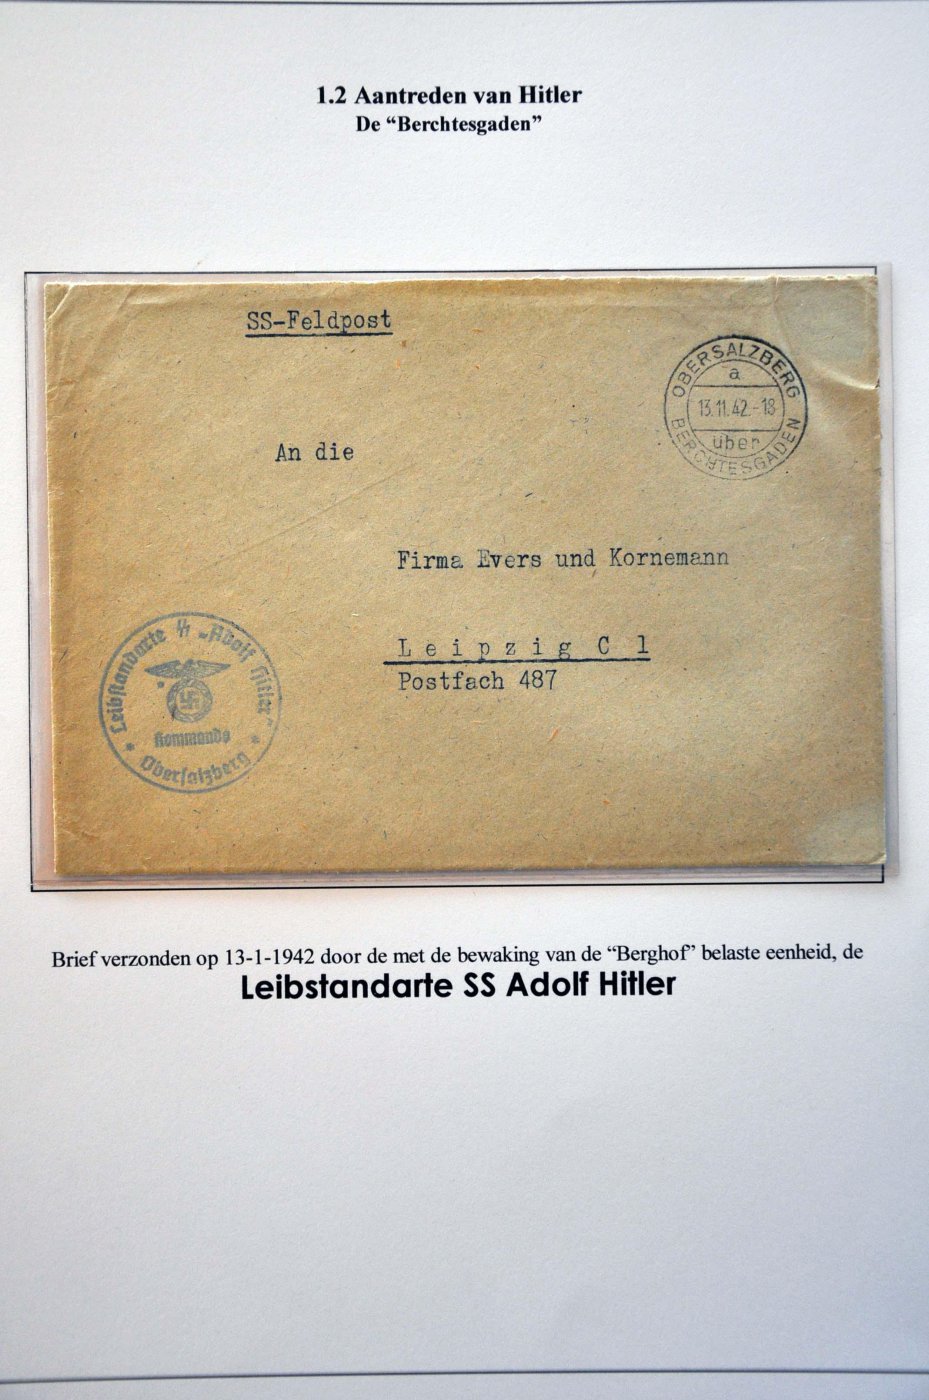 1.2 Aantreden van Hitler
De “Berchtesgaden”
SS-Feldpost
OBERSALZBERG
a
13.11.42.-18
über
BERCHTESGADEN
An die
Firma Evers und Kornemann
Leipzig C 1
Postfach 487
Leibstandarte ᛋᛋ „Adolf Hitler“
Kommando
* Obersalzberg *
Brief verzonden op 13-1-1942 door de met de bewaking van de “Berghof” belaste eenheid, de
Leibstandarte SS Adolf Hitler